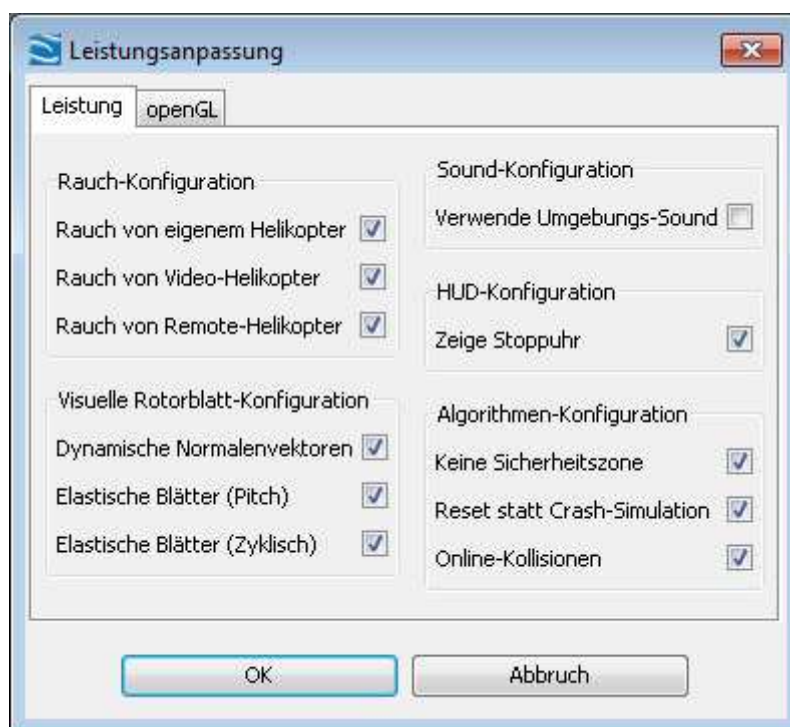 Leistungsanpassung
Leistung
openGL
Rauch-Konfiguration
Rauch von eigenem Helikopter
Rauch von Video-Helikopter
Rauch von Remote-Helikopter
Visuelle Rotorblatt-Konfiguration
Dynamische Normalenvektoren
Elastische Blätter (Pitch)
Elastische Blätter (Zyklisch)
Sound-Konfiguration
Verwende Umgebungs-Sound
HUD-Konfiguration
Zeige Stoppuhr
Algorithmen-Konfiguration
Keine Sicherheitszone
Reset statt Crash-Simulation
Online-Kollisionen
OK
Abbruch